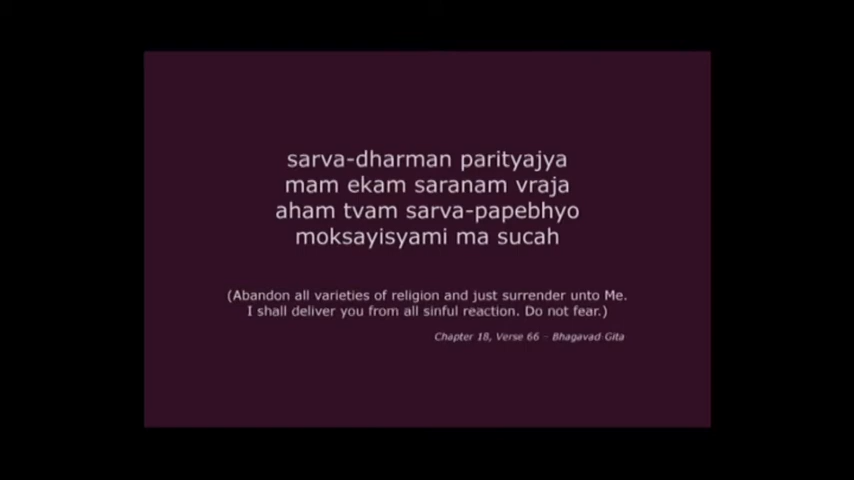 sarva-dharman parityajya
mam ekam saranam vraja
aham tvam sarva-papebhyo
moksayisyami ma sucah
(Abandon all varieties of religion and just surrender unto Me.
I shall deliver you from all sinful reaction. Do not fear.)
Chapter 18, Verse 66 - Bhagavad Gita